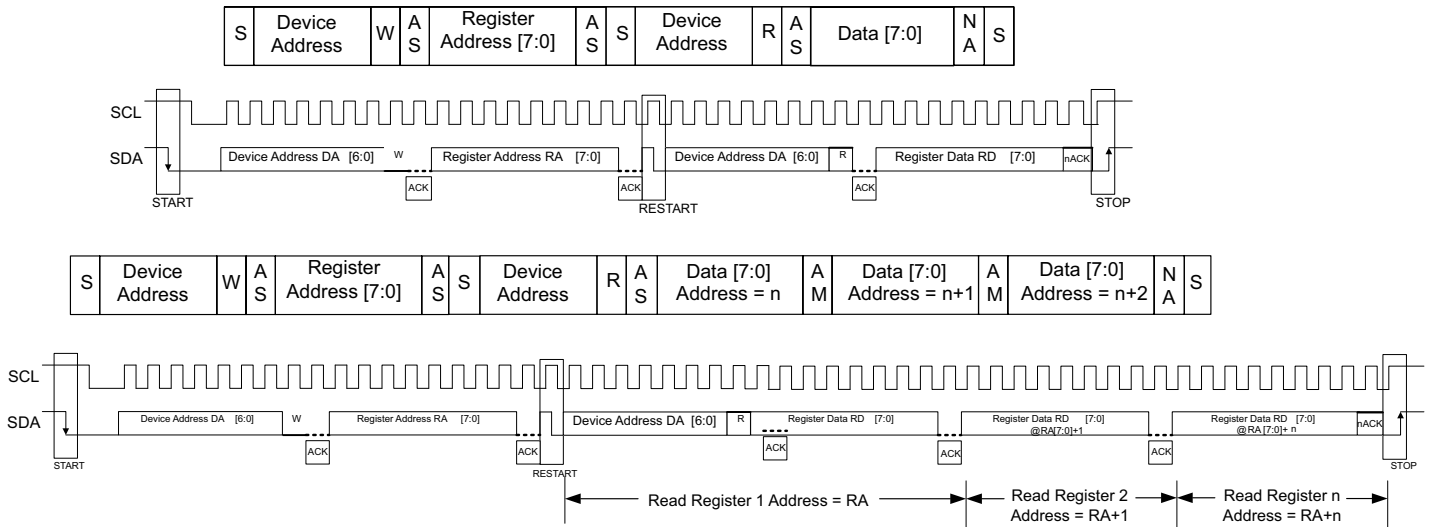 S Device Address W A S Register Address [7:0] A S S Device Address R A S Data [7:0] N A S
SCL
SDA Device Address DA [6:0] W Register Address RA [7:0] Device Address DA [6:0] R Register Data RD [7:0] nACK
ACK ACK ACK
START RESTART STOP
S Device Address W A S Register Address [7:0] A S S Device Address R A S Data [7:0] Address = n A M Data [7:0] Address = n+1 A M Data [7:0] Address = n+2 N A S
SCL
SDA Device Address DA [6:0] W Register Address RA [7:0] Device Address DA [6:0] R Register Data RD [7:0] Register Data RD [7:0] @RA[7:0]+1 Register Data RD [7:0] @RA[7:0]+ n nACK
ACK ACK ACK ACK ACK
START RESTART STOP
Read Register 1 Address = RA Read Register 2 Read Register n
Address = RA+1 Address = RA+n